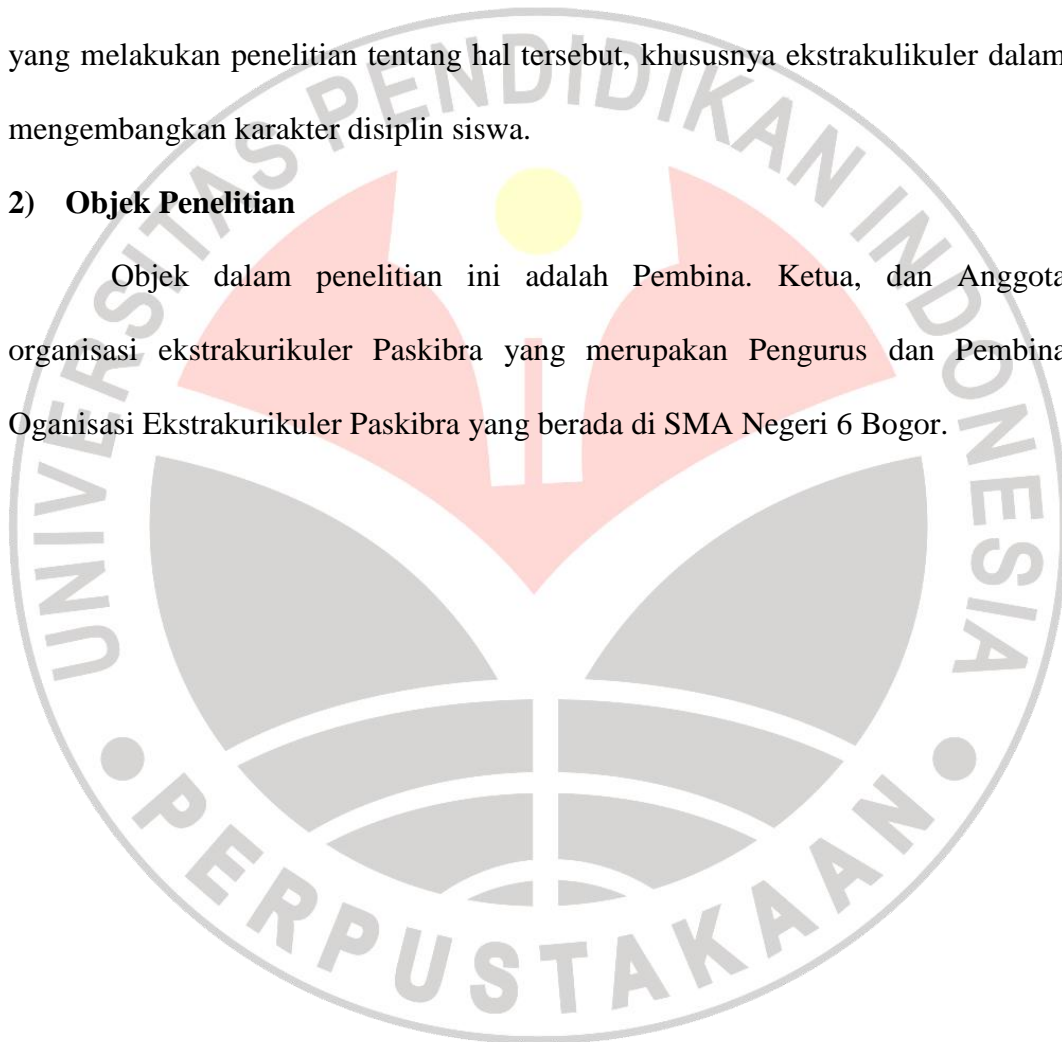 yang melakukan penelitian tentang hal tersebut, khususnya ekstrakulikuler dalam
mengembangkan karakter disiplin siswa.
2) Objek Penelitian
Objek dalam penelitian ini adalah Pembina. Ketua, dan Anggota
organisasi ekstrakurikuler Paskibra yang merupakan Pengurus dan Pembina
Oganisasi Ekstrakurikuler Paskibra yang berada di SMA Negeri 6 Bogor.
UNIVERSITAS PENDIDIKAN INDONESIA
PERPUSTAKAAN